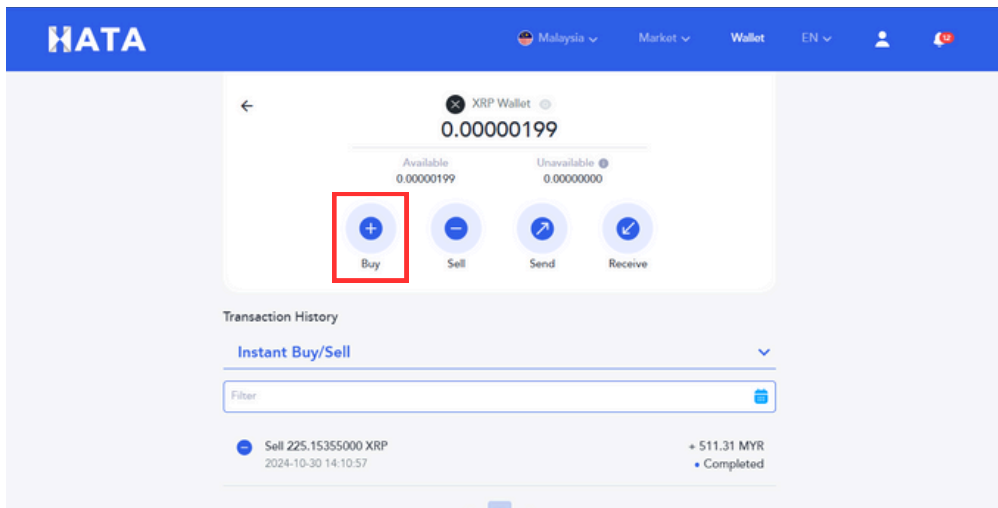 HATA
Malaysia
Market
Wallet
EN
12
XRP Wallet
0.00000199
Available
Unavailable
0.00000199
0.00000000
Buy
Sell
Send
Receive
Transaction History
Instant Buy/Sell
Filter
Sell 225.15355000 XRP
+ 511.31 MYR
2024-10-30 14:10:57
Completed